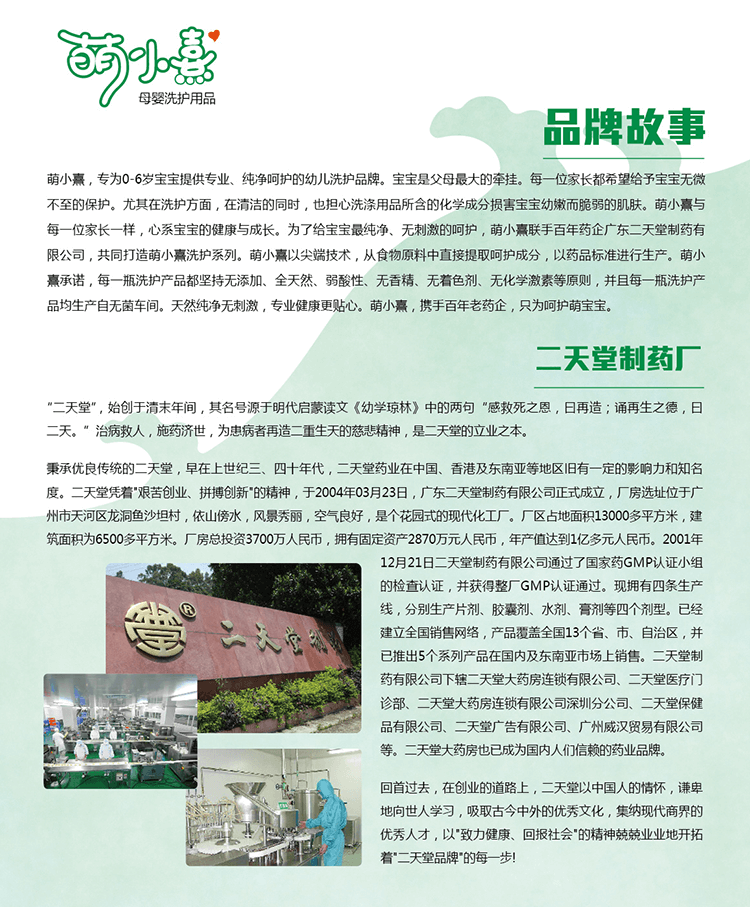 萌小熹
母婴洗护用品
品牌故事
萌小熹，专为0-6岁宝宝提供专业、纯净呵护的幼儿洗护品牌。宝宝是父母最大的牵挂。每一位家长都希望给予宝宝无微
不至的保护。尤其在洗护方面，在清洁的同时，也担心洗涤用品所含的化学成分损害宝宝幼嫩而脆弱的肌肤。萌小熹与
每一位家长一样，心系宝宝的健康与成长。为了给宝宝最纯净、无刺激的呵护，萌小熹联手百年药企广东二天堂制药有
限公司，共同打造萌小熹洗护系列。萌小熹以尖端技术，从食物原料中直接提取呵护成分，以药品标准进行生产。萌小
熹承诺，每一瓶洗护产品都坚持无添加、全天然、弱酸性、无香精、无着色剂、无化学激素等原则，并且每一瓶洗护产
品均生产自无菌车间。天然纯净无刺激，专业健康更贴心。萌小熹，携手百年老药企，只为呵护萌宝宝。
二天堂制药厂
“二天堂”，始创于清末年间，其名号源于明代启蒙读文《幼学琼林》中的两句“感救死之恩，曰再造；诵再生之德，曰
二天。”治病救人，施药济世，为患病者再造二重生天的慈悲精神，是二天堂的立业之本。
秉承优良传统的二天堂，早在上世纪三、四十年代，二天堂药业在中国、香港及东南亚等地区旧有一定的影响力和知名
度。二天堂凭着"艰苦创业、拼搏创新"的精神，于2004年03月23日，广东二天堂制药有限公司正式成立，厂房选址位于广
州市天河区龙洞鱼沙坦村，依山傍水，风景秀丽，空气良好，是个花园式的现代化工厂。厂区占地面积13000多平方米，建
筑面积为6500多平方米。厂房总投资3700万人民币，拥有固定资产2870万元人民币，年产值达到1亿多元人民币。2001年
12月21日二天堂制药有限公司通过了国家药GMP认证小组
的检查认证，并获得整厂GMP认证通过。现拥有四条生产
线，分别生产片剂、胶囊剂、水剂、膏剂等四个剂型。已经
建立全国销售网络，产品覆盖全国13个省、市、自治区，并
已推出5个系列产品在国内及东南亚市场上销售。二天堂制
药有限公司下辖二天堂大药房连锁有限公司、二天堂医疗门
诊部、二天堂大药房连锁有限公司深圳分公司、二天堂保健
品有限公司、二天堂广告有限公司、广州威汉贸易有限公司
等。二天堂大药房也已成为国内人们信赖的药业品牌。
二天堂
回首过去，在创业的道路上，二天堂以中国人的情怀，谦卑
地向世人学习，吸取古今中外的优秀文化，集纳现代商界的
优秀人才，以"致力健康、回报社会"的精神兢兢业业地开拓
着"二天堂品牌"的每一步!